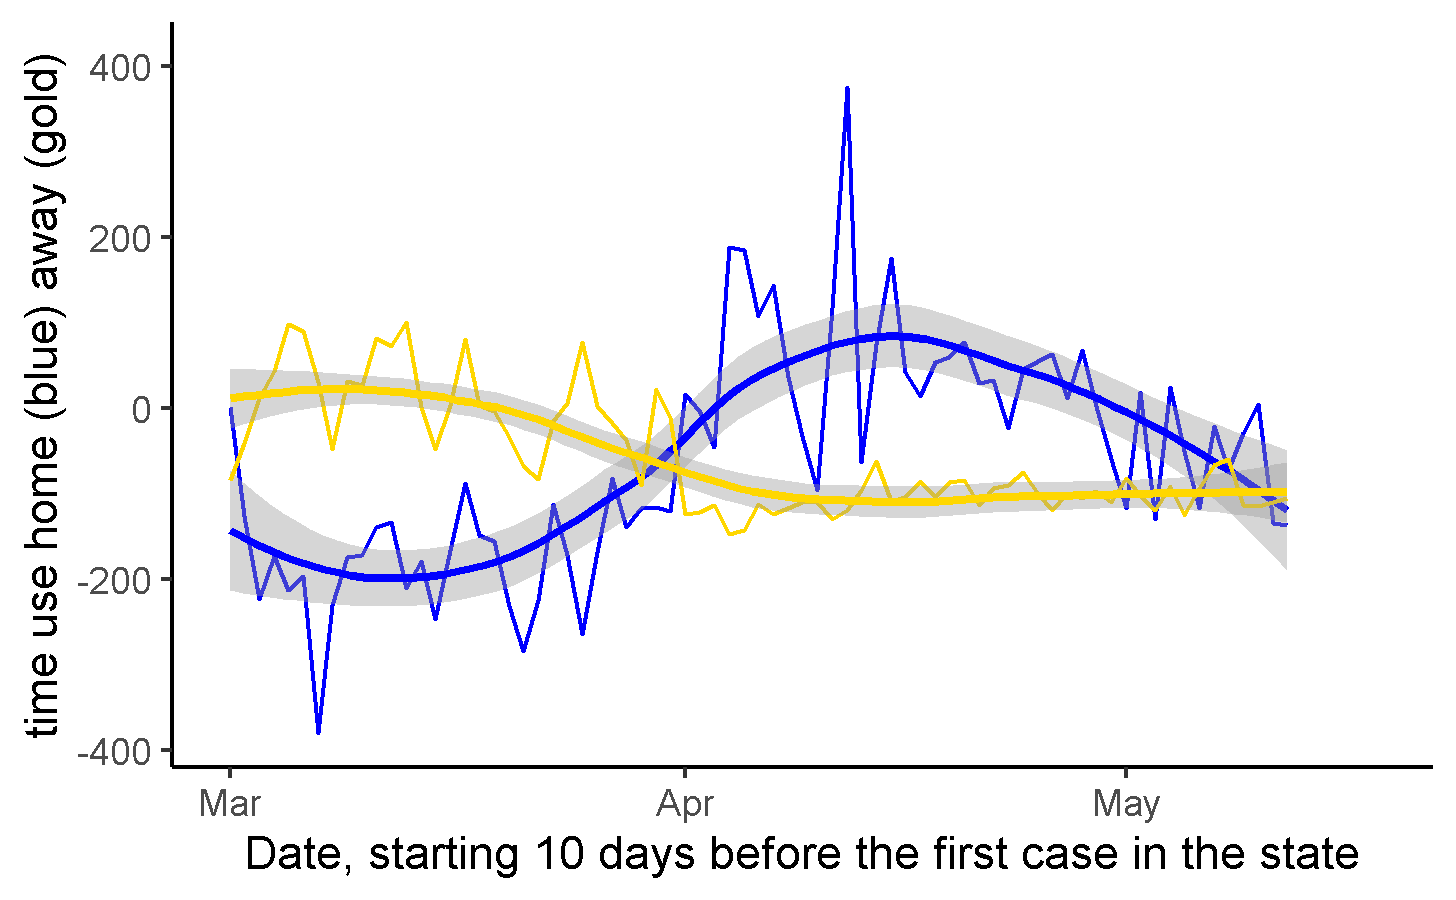 time use home (blue) away (gold)
400
200
0
-200
-400
Mar
Apr
May
Date, starting 10 days before the first case in the state